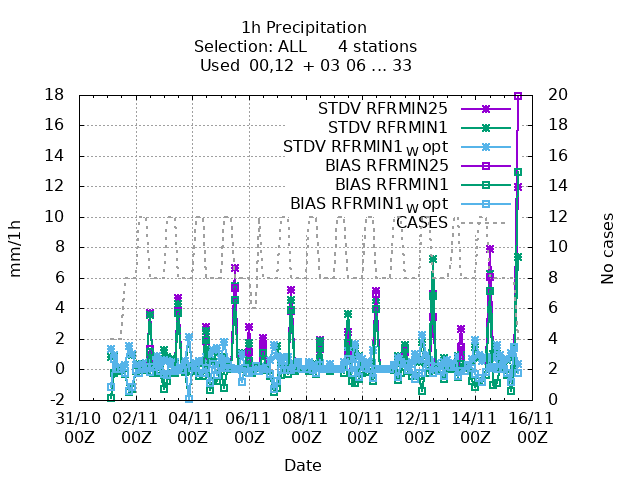 1h Precipitation
Selection: ALL 4 stations
Used 00,12 + 03 06 ... 33
STDV RFRMIN25
STDV RFRMIN1
STDV RFRMIN1_w opt
BIAS RFRMIN25
BIAS RFRMIN1
BIAS RFRMIN1_w opt
CASES
mm/1h
18
16
14
12
10
8
6
4
2
0
-2
No cases
20
18
16
14
12
10
8
6
4
2
0
31/10 02/11 04/11 06/11 08/11 10/11 12/11 14/11 16/11
00Z 00Z 00Z 00Z 00Z 00Z 00Z 00Z 00Z
Date